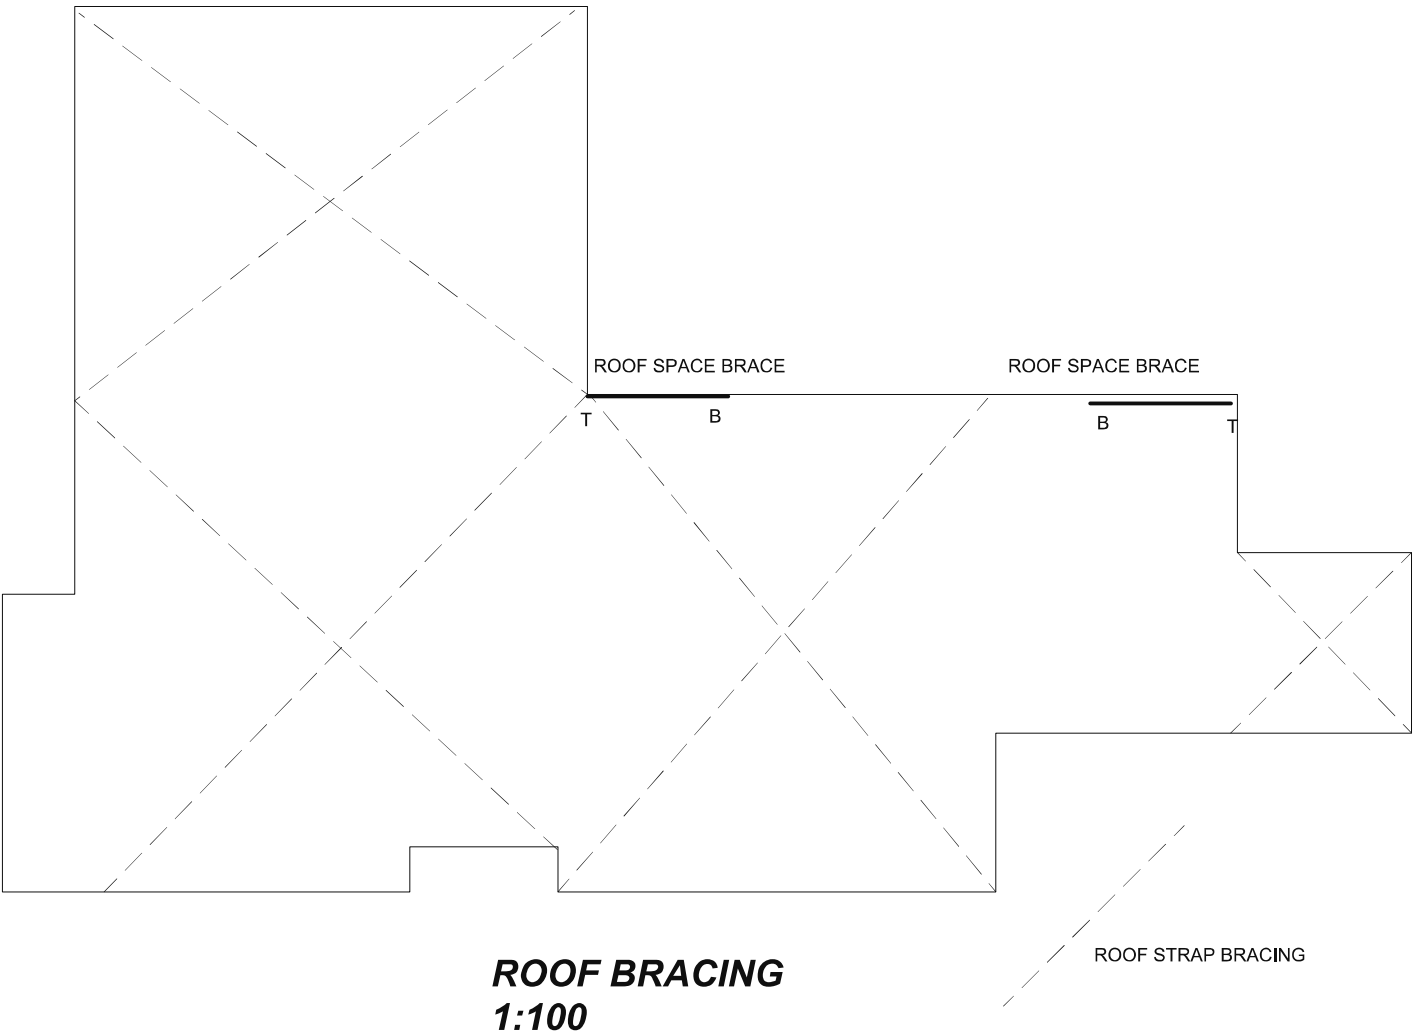 ROOF SPACE BRACE
ROOF SPACE BRACE
T
B
B
T
ROOF STRAP BRACING
ROOF BRACING
1:100